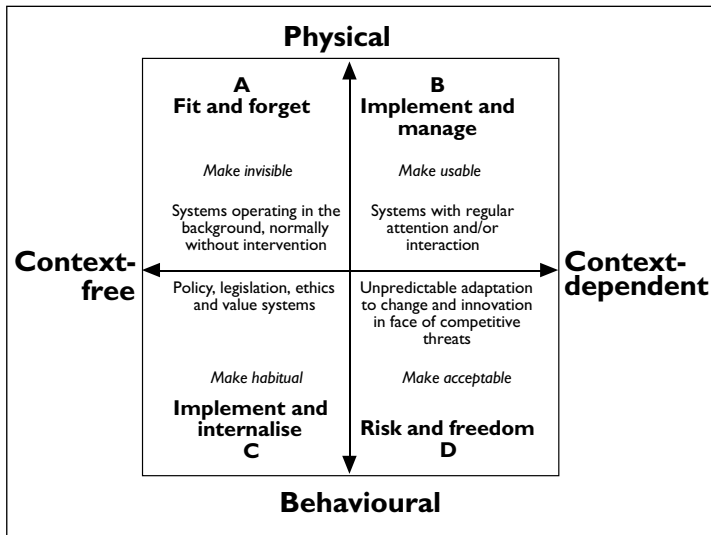 Physical
A
Fit and forget
B
Implement and
manage
Make invisible
Make usable
Systems operating in the
background, normally
without intervention
Systems with regular
attention and/or
interaction
Context-
free
Context-
dependent
Policy, legislation, ethics
and value systems
Unpredictable adaptation
to change and innovation
in face of competitive
threats
Make habitual
Make acceptable
Implement and
internalise
C
Risk and freedom
D
Behavioural